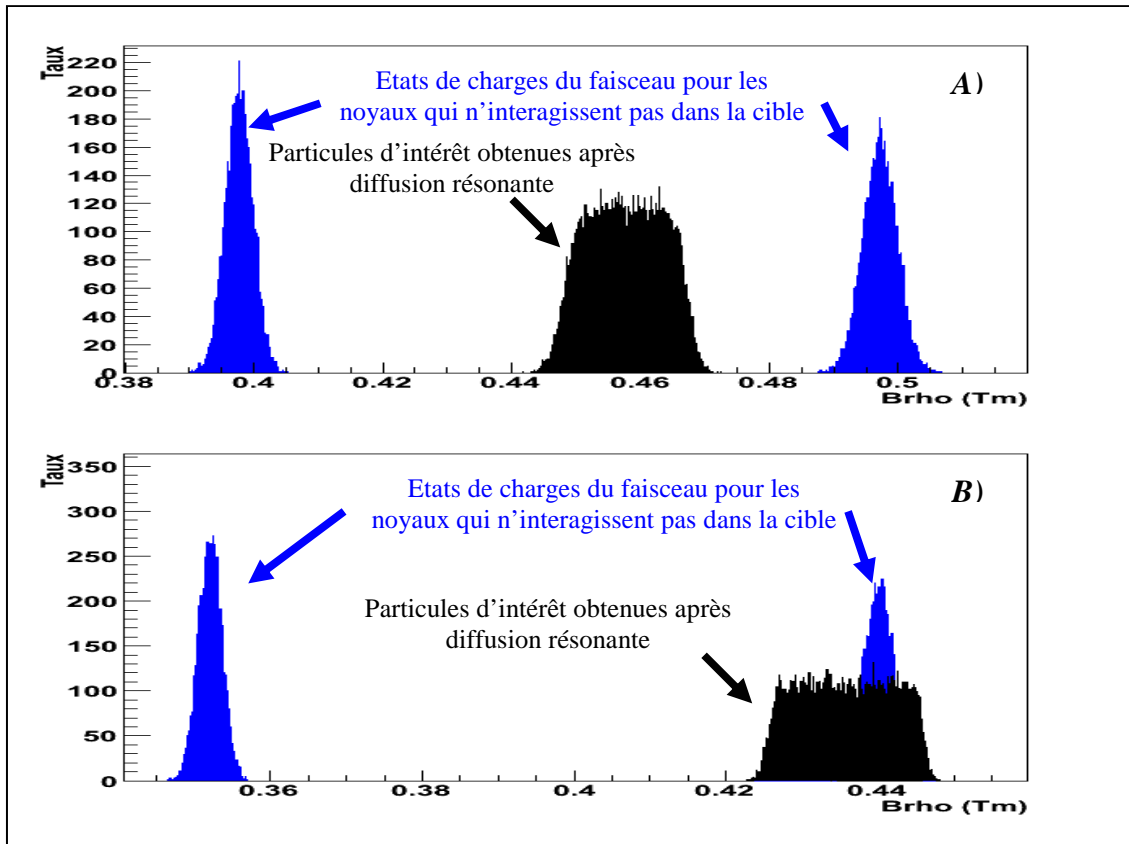 Taux
220
200
180
160
140
120
100
80
60
40
20
0
Etats de charges du faisceau pour les
noyaux qui n’interagissent pas dans la cible
A)
Particules d’intérêt obtenues après
diffusion résonante
0.38 0.4 0.42 0.44 0.46 0.48 0.5
Brho (Tm)
Taux
350
300
250
200
150
100
50
0
Etats de charges du faisceau pour les
noyaux qui n’interagissent pas dans la cible
B)
Particules d’intérêt obtenues après
diffusion résonante
0.36 0.38 0.4 0.42 0.44
Brho (Tm)